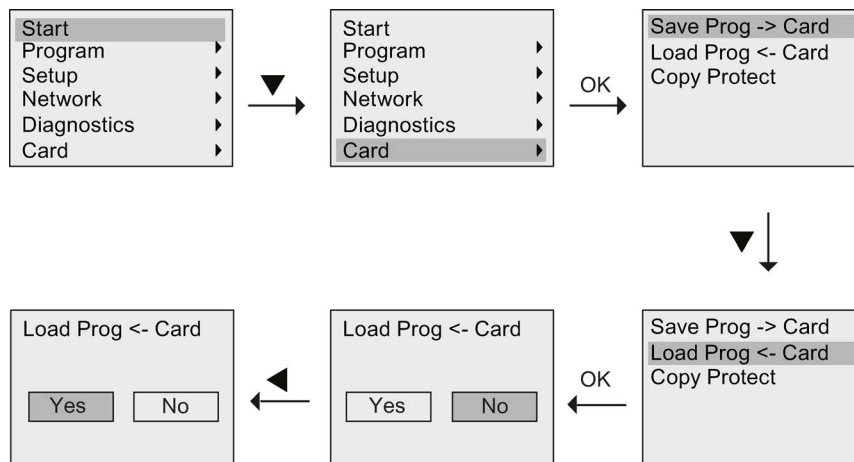 Start
Program
Setup
Network
Diagnostics
Card
Start
Program
Setup
Network
Diagnostics
Card
OK
Save Prog -> Card
Load Prog <- Card
Copy Protect
Save Prog -> Card
Load Prog <- Card
Copy Protect
OK
Load Prog <- Card
Yes No
Load Prog <- Card
Yes No